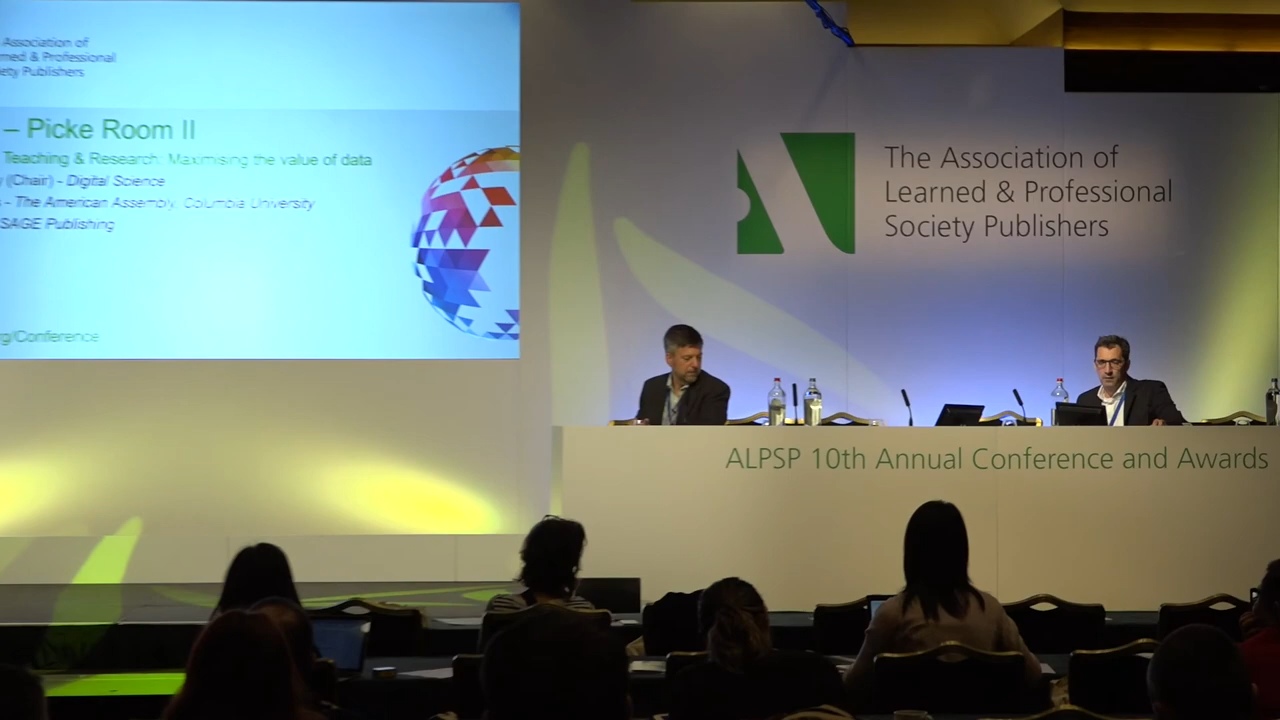 Association of
rned & Professional
ety Publishers
– Picke Room II
Teaching & Research: Maximising the value of data
(Chair) - Digital Science
- The American Assembly, Columbia University
SAGE Publishing
rg/Conference
The Association of
Learned & Professional
Society Publishers
ALPSP 10th Annual Conference and Awards